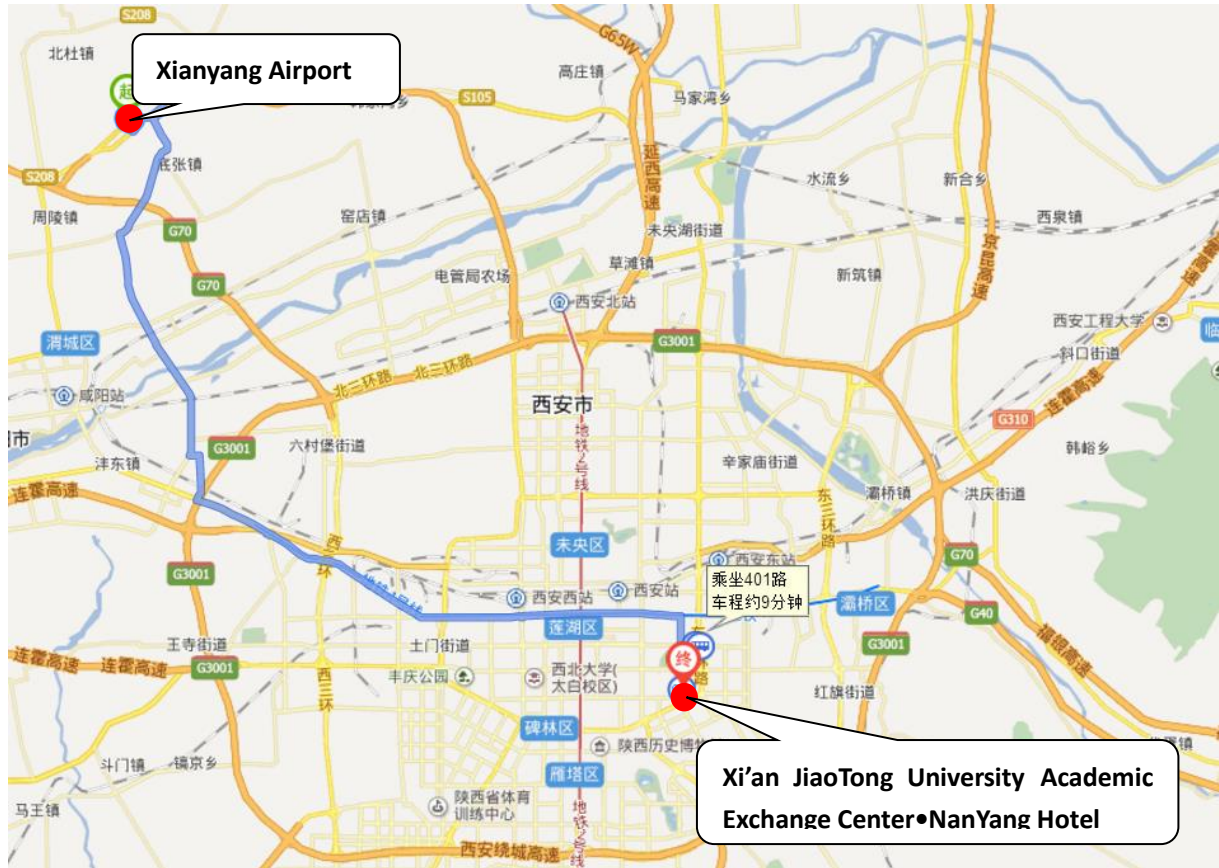 S208
北杜镇
G65W
高庄镇
Xianyang Airport
起
马家湾乡
S105
延西高速
底张镇
S208
水流乡
新合乡
周陵镇
窑店镇
西泉镇
G70
未央湖街道
京昆高速
草滩镇
电管局农场
新筑镇
G70
西安北站
西安工程大学
临
渭城区
G3001
斜口街道
北三环路
北三环路
咸阳站
西安市
连霍高速
G310
地铁2号线
市
G3001
六村堡街道
韩峪乡
沣东镇
辛家庙街道
连霍高速
灞桥镇
洪庆街道
东三环路
西二环
未央区
G70
西安东站
G3001
乘坐401路
车程约9分钟
西安站
西安西站
灞桥区
G40
莲湖区
福银高速
王寺街道
土门街道
G3001
连霍高速
G3001
终
西北大学(
太白校区)
丰庆公园
西三环
红旗街道
碑林区
陕西历史博物
斗门镇
镐京乡
雁塔区
马王镇
陕西省体育
训练中心
地铁2号线
西安绕城高速
Xi’an JiaoTong University Academic
Exchange Center•NanYang Hotel